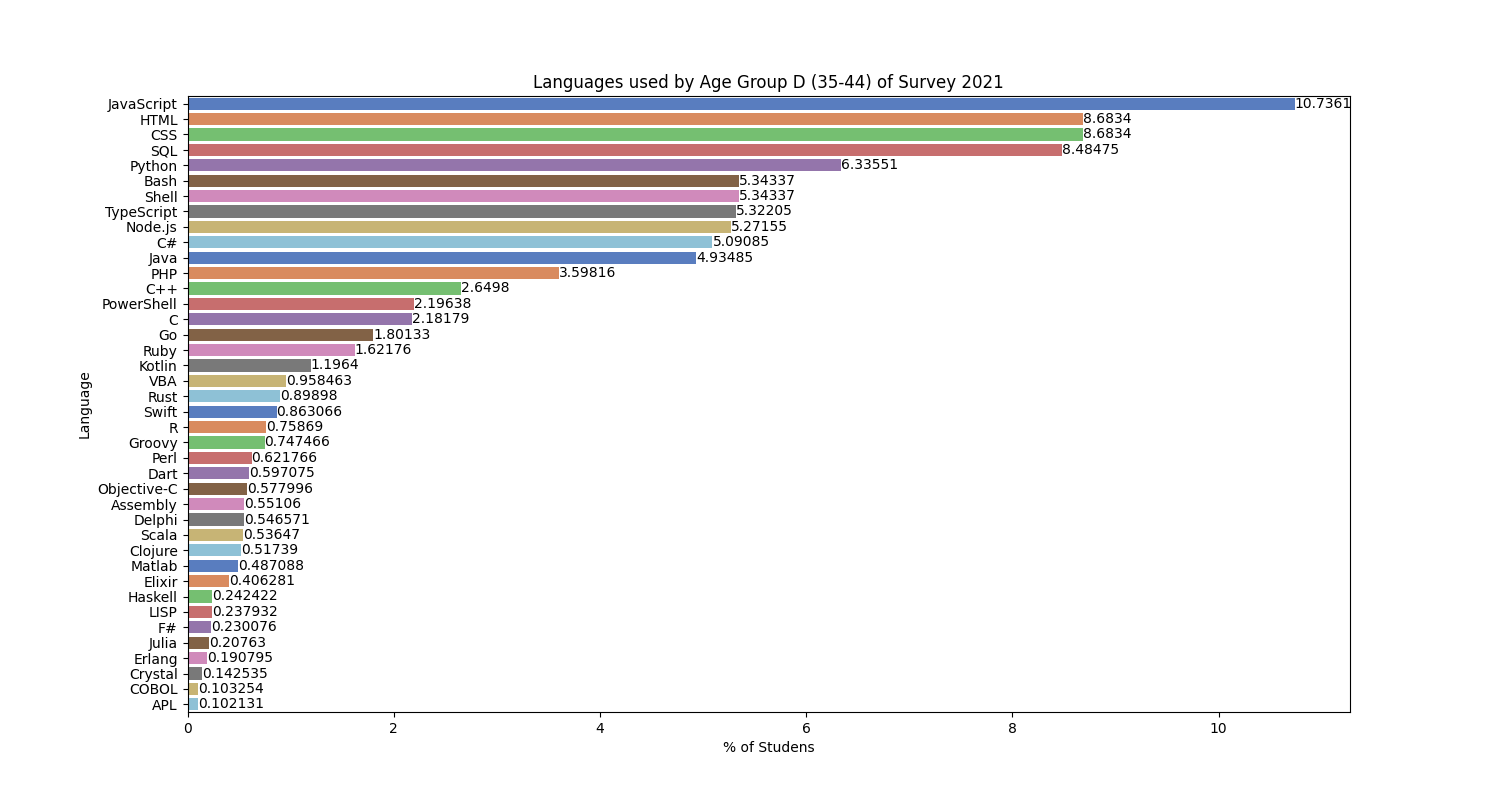 Languages used by Age Group D (35-44) of Survey 2021
JavaScript 10.7361
HTML 8.6834
CSS 8.6834
SQL 8.48475
Python 6.33551
Bash 5.34337
Shell 5.34337
TypeScript 5.32205
Node.js 5.27155
C# 5.09085
Java 4.93485
PHP 3.59816
C++ 2.6498
PowerShell 2.19638
C 2.18179
Go 1.80133
Ruby 1.62176
Kotlin 1.1964
VBA 0.958463
Rust 0.89898
Swift 0.863066
R 0.75869
Groovy 0.747466
Perl 0.621766
Dart 0.597075
Objective-C 0.577996
Assembly 0.55106
Delphi 0.546571
Scala 0.53647
Clojure 0.51739
Matlab 0.487088
Elixir 0.406281
Haskell 0.242422
LISP 0.237932
F# 0.230076
Julia 0.20763
Erlang 0.190795
Crystal 0.142535
COBOL 0.103254
APL 0.102131
Language
0 2 4 6 8 10
% of Studens